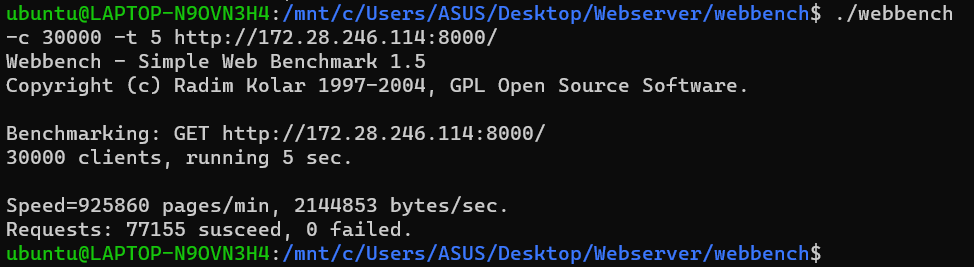 ubuntu@LAPTOP-N9OVN3H4:/mnt/c/Users/ASUS/Desktop/Webserver/webbench$ ./webbench
-c 30000 -t 5 http://172.28.246.114:8000/
Webbench - Simple Web Benchmark 1.5
Copyright (c) Radim Kolar 1997-2004, GPL Open Source Software.

Benchmarking: GET http://172.28.246.114:8000/
30000 clients, running 5 sec.

Speed=925860 pages/min, 2144853 bytes/sec.
Requests: 77155 susceed, 0 failed.
ubuntu@LAPTOP-N9OVN3H4:/mnt/c/Users/ASUS/Desktop/Webserver/webbench$